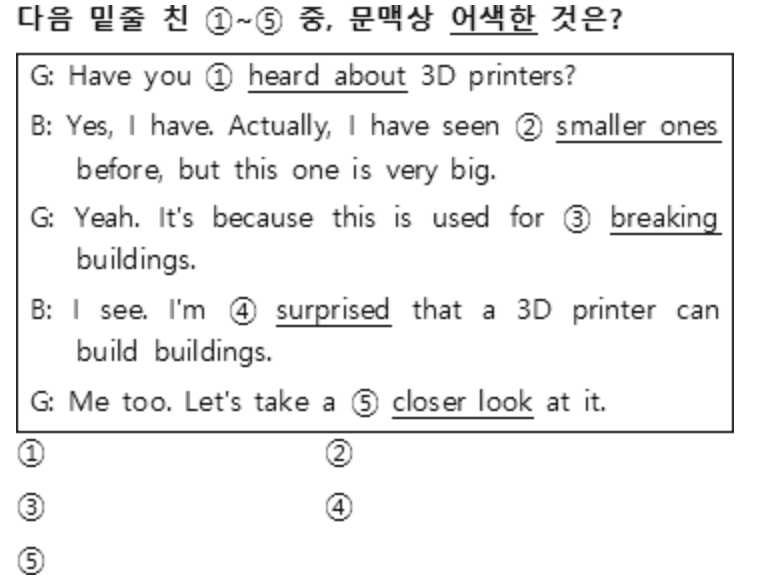 다음 밑줄 친 ①~⑤ 중, 문맥상 어색한 것은?
G: Have you ① heard about 3D printers?
B: Yes, I have. Actually, I have seen ② smaller ones
before, but this one is very big.
G: Yeah. It's because this is used for ③ breaking
buildings.
B: I see. I'm ④ surprised that a 3D printer can
build buildings.
G: Me too. Let's take a ⑤ closer look at it.
① ②
③ ④
⑤